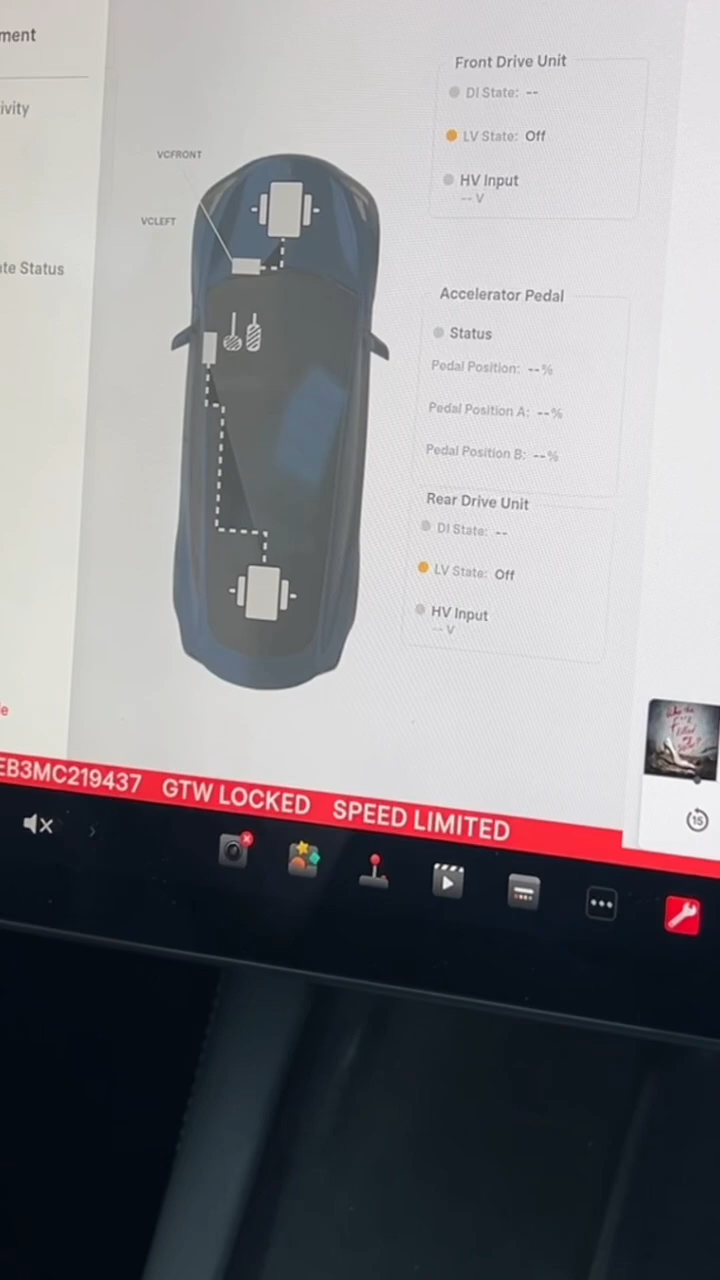 ment
ivity
ate Status
e
VCFRONT
VCLEFT
Front Drive Unit
DI State: --
LV State: Off
HV Input
-- V
Accelerator Pedal
Status
Pedal Position: --%
Pedal Position A: --%
Pedal Position B: --%
Rear Drive Unit
DI State: --
LV State: Off
HV Input
-- V
EB3MC219437 GTW LOCKED SPEED LIMITED
15